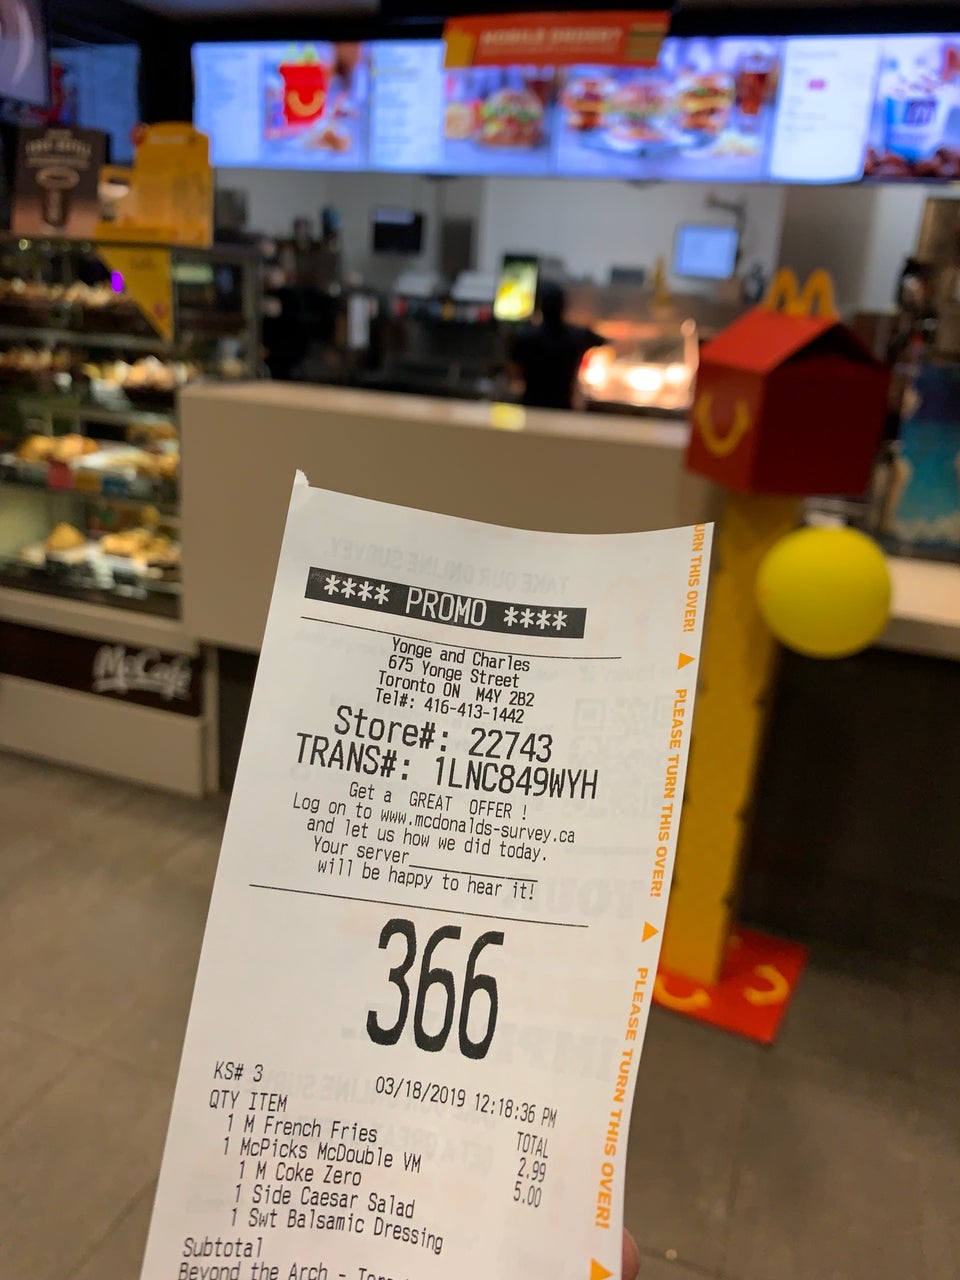 MOBILE ORDER?
McCafé
**** PROMO ****
Yonge and Charles
675 Yonge Street
Toronto ON M4Y 2B2
Tel#: 416-413-1442
Store#: 22743
TRANS#: 1LNC849WYH
Get a GREAT OFFER !
Log on to www.mcdonalds-survey.ca
and let us how we did today.
Your server____________
will be happy to hear it!
366
KS# 3 03/18/2019 12:18:36 PM
QTY ITEM TOTAL
1 M French Fries 2.99
1 McPicks McDouble VM 5.00
1 M Coke Zero
1 Side Caesar Salad
1 Swt Balsamic Dressing
Subtotal
Beyond the Arch -
URN THIS OVER!
PLEASE TURN THIS OVER!
PLEASE TURN THIS OVER!